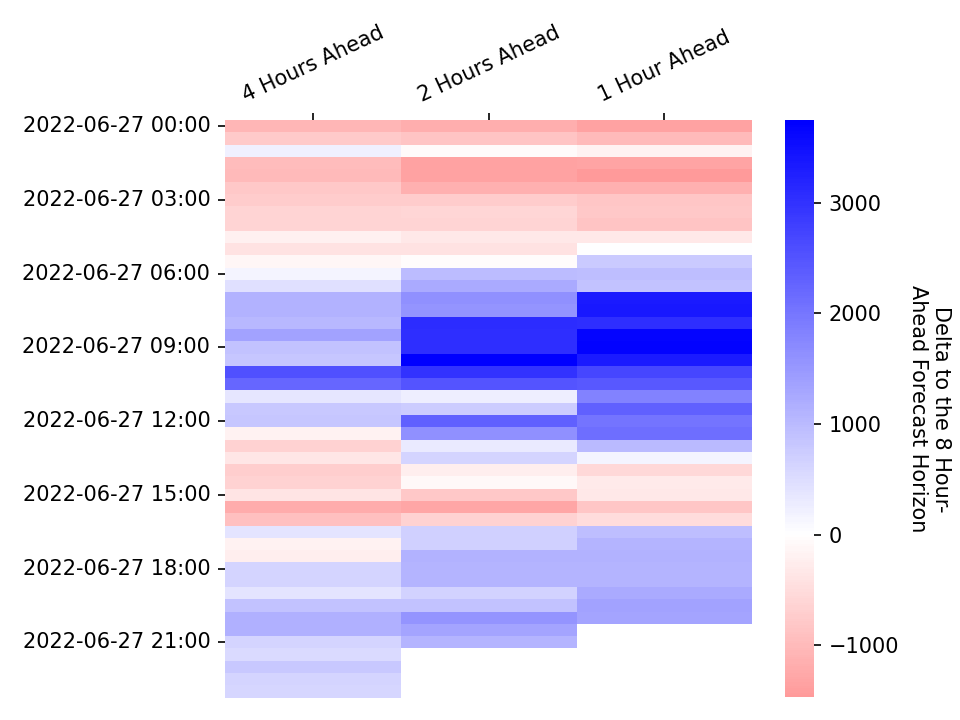 4 Hours Ahead
2 Hours Ahead
1 Hour Ahead
2022-06-27 00:00
2022-06-27 03:00
2022-06-27 06:00
2022-06-27 09:00
2022-06-27 12:00
2022-06-27 15:00
2022-06-27 18:00
2022-06-27 21:00
3000
2000
1000
0
−1000
Delta to the 8 Hour-
Ahead Forecast Horizon